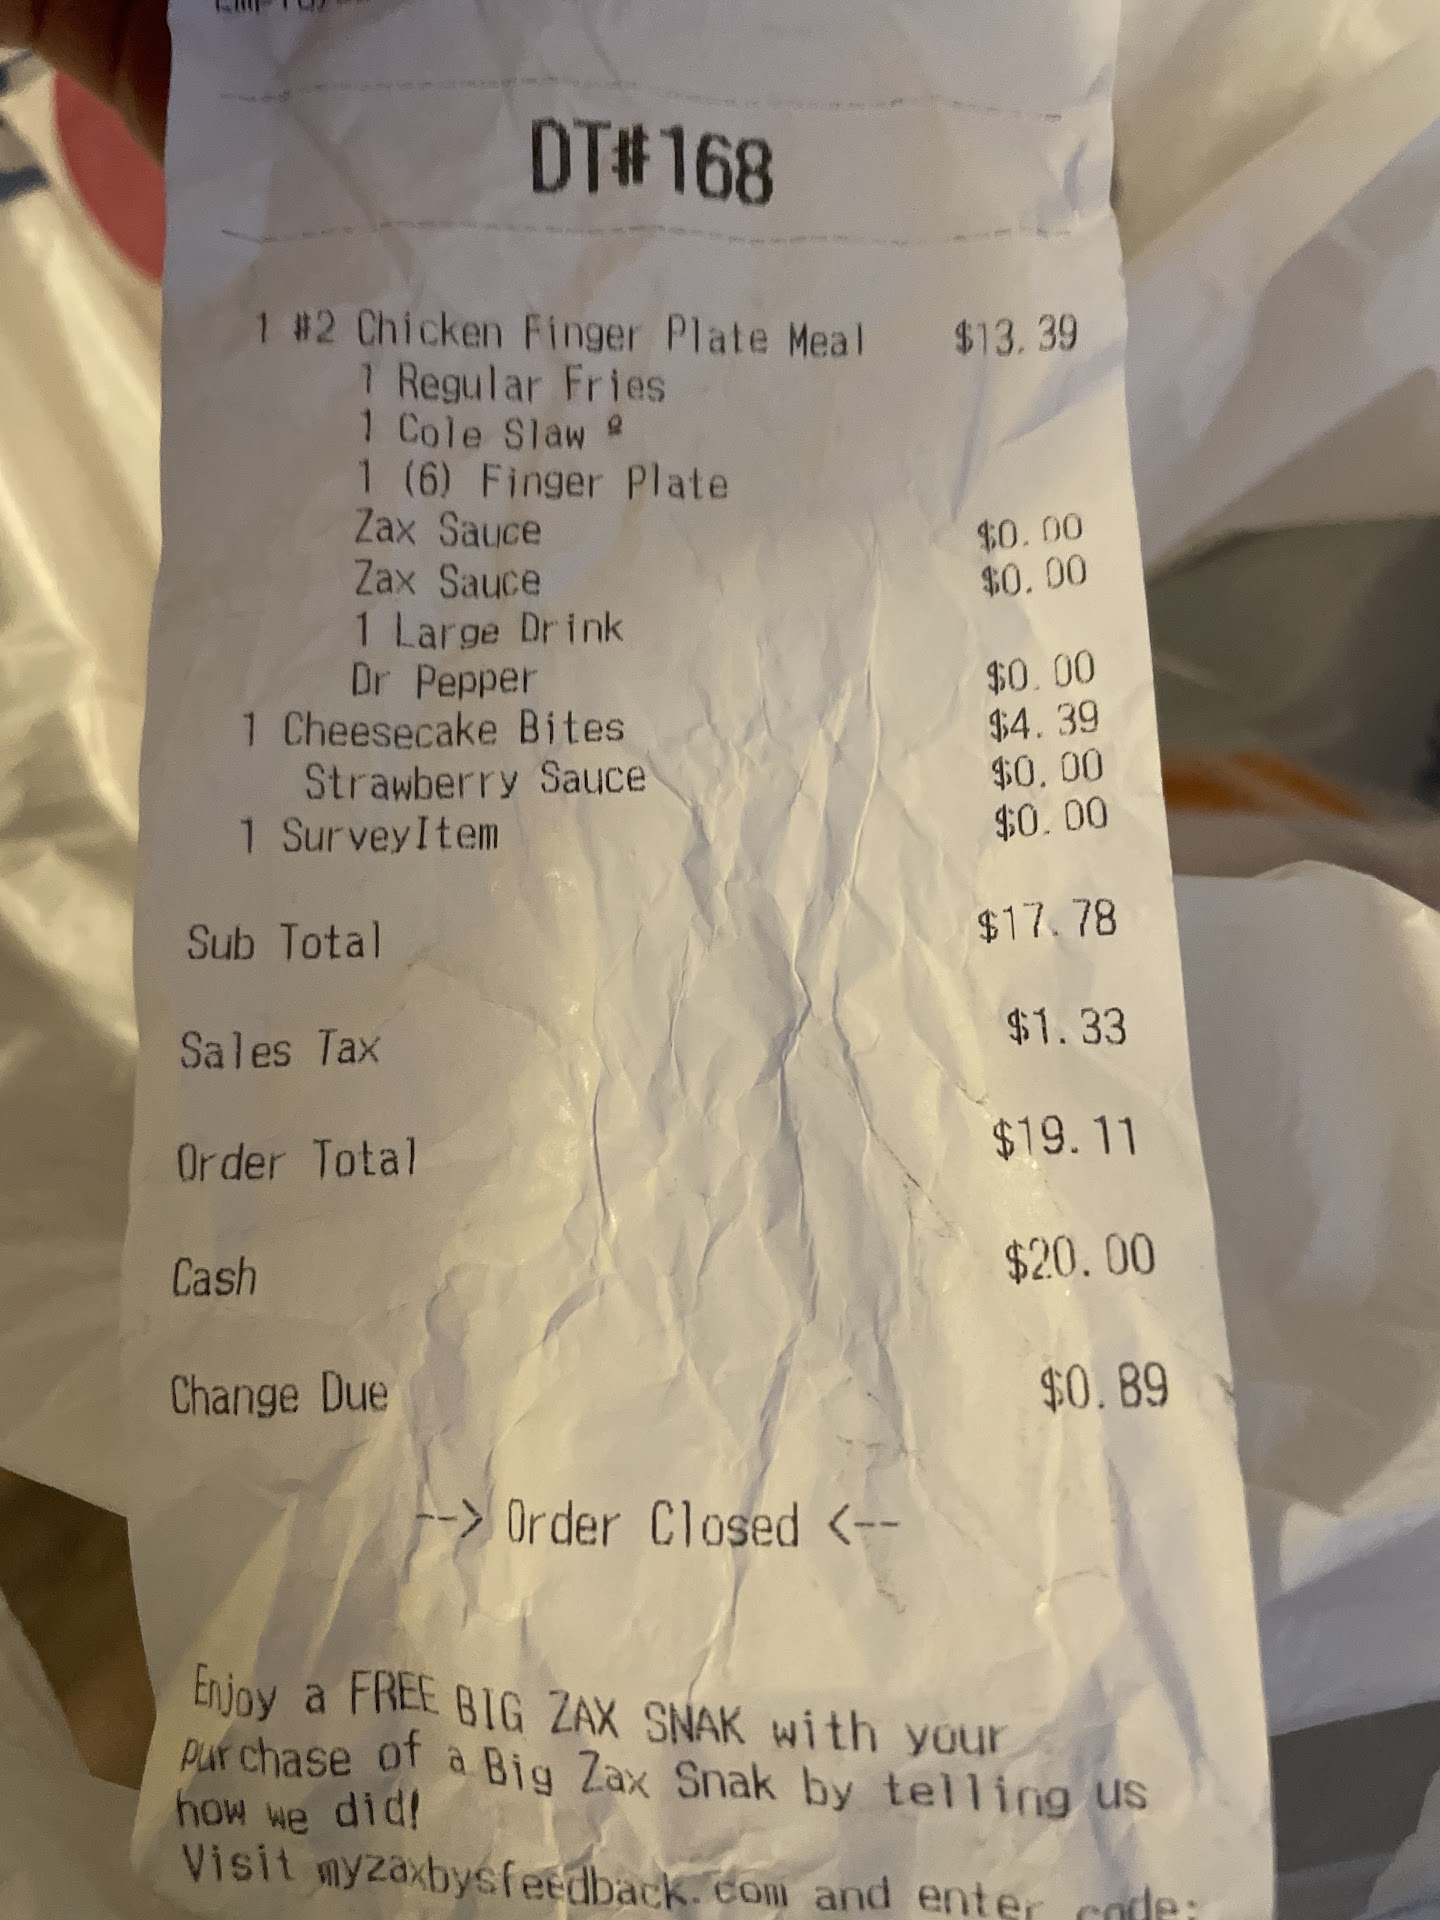 DT#168
1 #2 Chicken Finger Plate Meal $13.39
1 Regular Fries
1 Cole Slaw º
1 (6) Finger Plate
Zax Sauce $0.00
Zax Sauce $0.00
1 Large Drink
Dr Pepper $0.00
1 Cheesecake Bites $4.39
Strawberry Sauce $0.00
1 SurveyItem $0.00
Sub Total $17.78
Sales Tax $1.33
Order Total $19.11
Cash $20.00
Change Due $0.89
--> Order Closed <--
Enjoy a FREE BIG ZAX SNAK with your
purchase of a Big Zax Snak by telling us
how we did!
Visit myzaxbysfeedback.com and enter code: